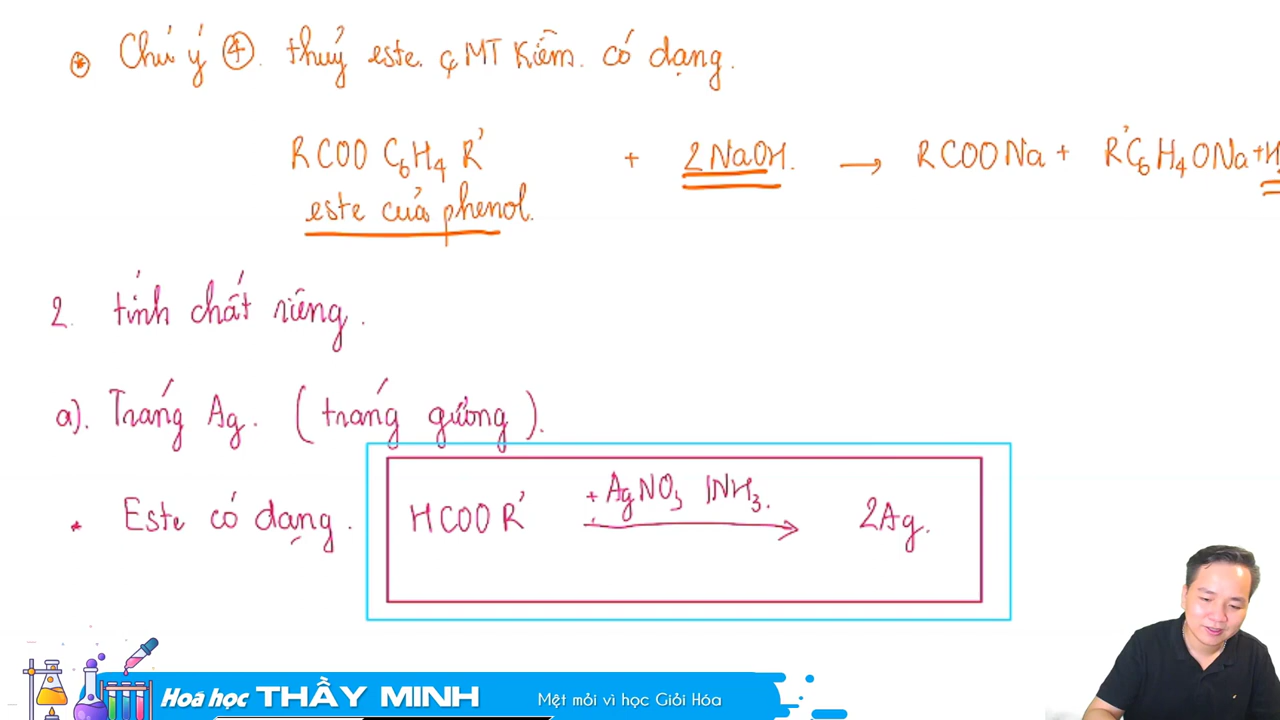 * Chú ý ④. thuỷ este. ç MT Kiềm. có dạng.
RCOO C₆H₄ R' + 2NaOH. → RCOONa + R'C₆H₄ONa + H
este của phenol.
2. tính chất riêng.
a). Tráng Ag. (tráng gương).
* Este có dạng. HCOOR' + AgNO₃ | NH₃. → 2Ag.
Hoá học THẦY MINH Mệt mỏi vì học Giỏi Hóa